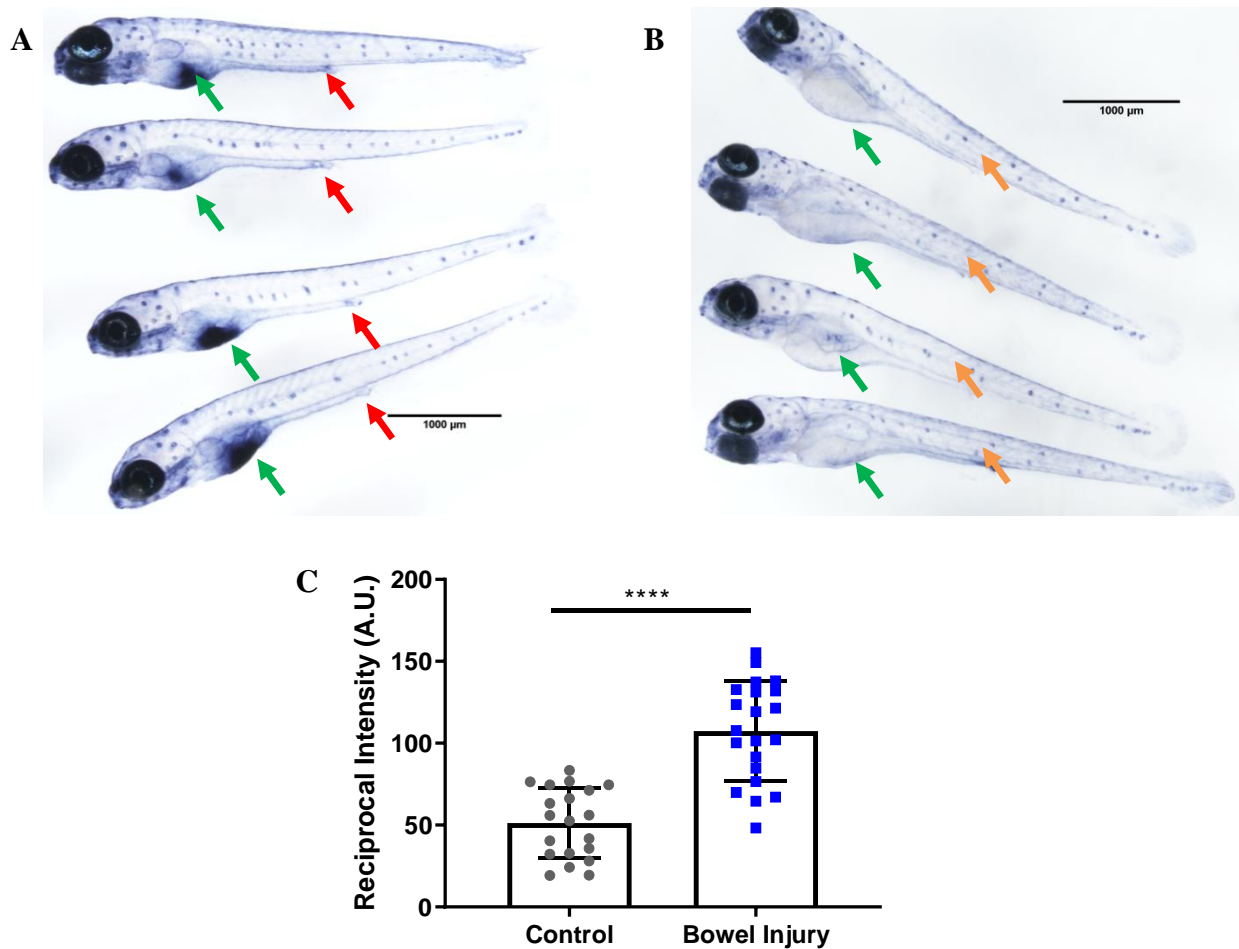 A
B
1000 µm
1000 µm
C
Reciprocal Intensity (A.U.)
200
150
100
50
0
****
Control
Bowel Injury